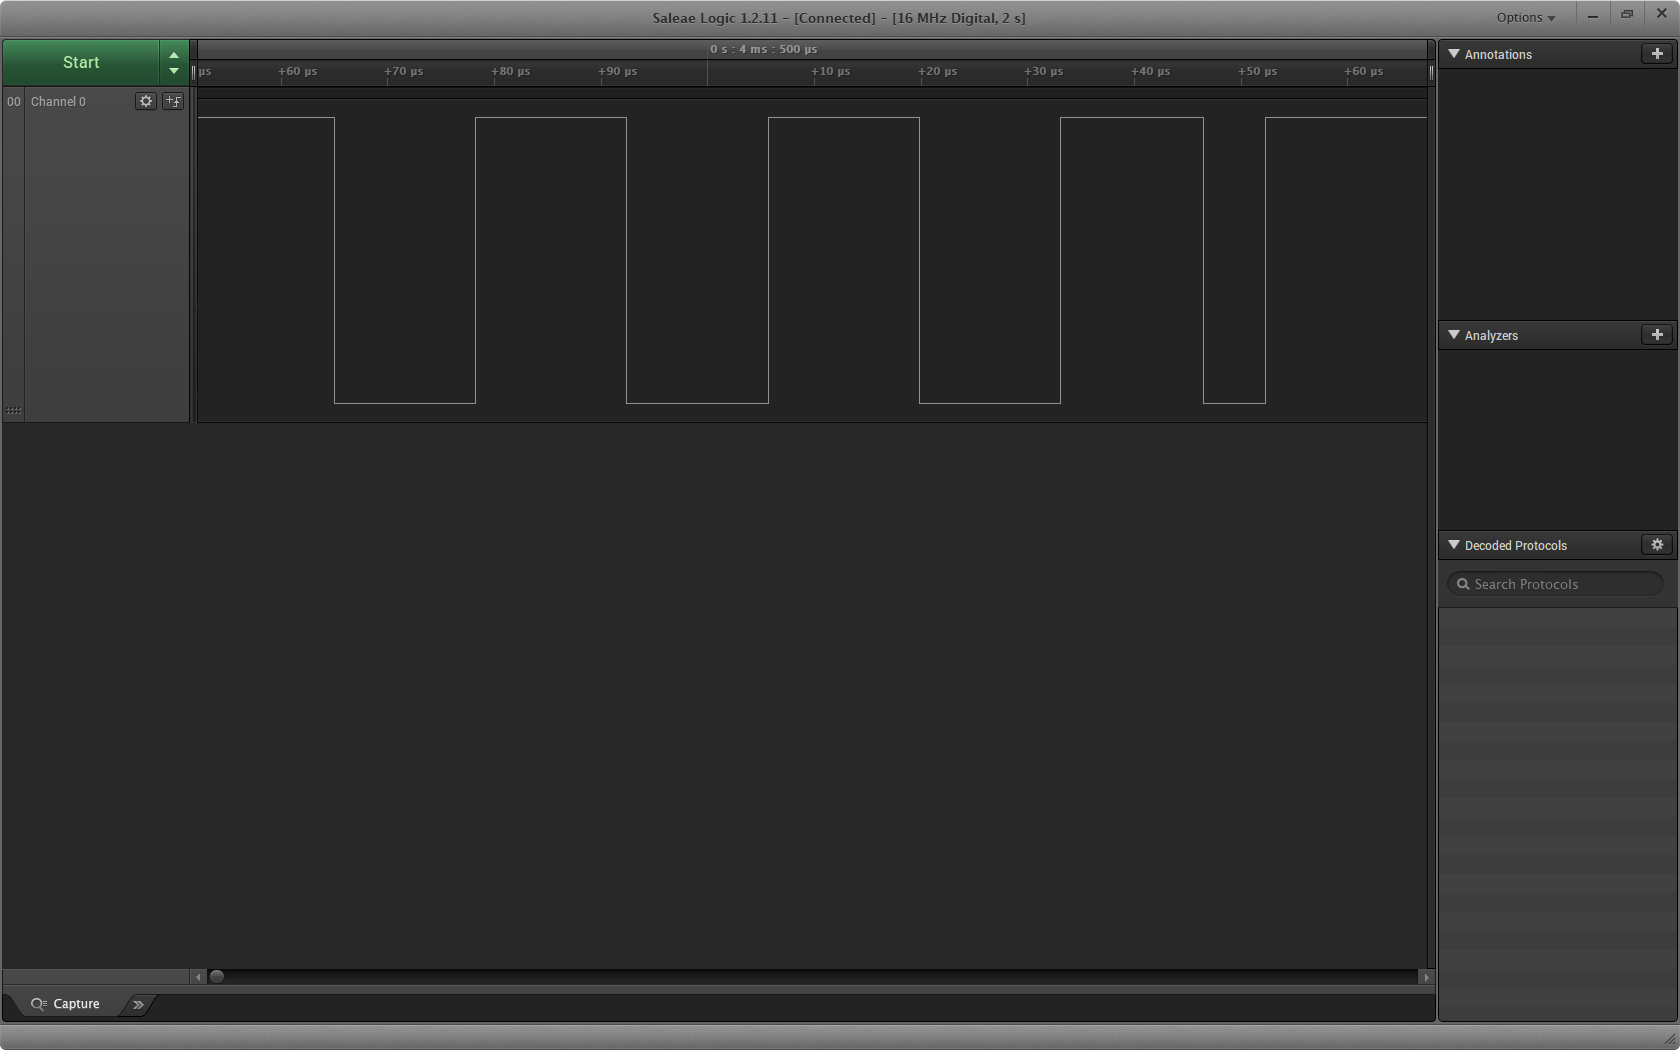 Saleae Logic 1.2.11 - [Connected] - [16 MHz Digital, 2 s]
Options
Start
0 s : 4 ms : 500 µs
µs +60 µs +70 µs +80 µs +90 µs +10 µs +20 µs +30 µs +40 µs +50 µs +60 µs
00 Channel 0
Annotations
Analyzers
Decoded Protocols
Search Protocols
Capture